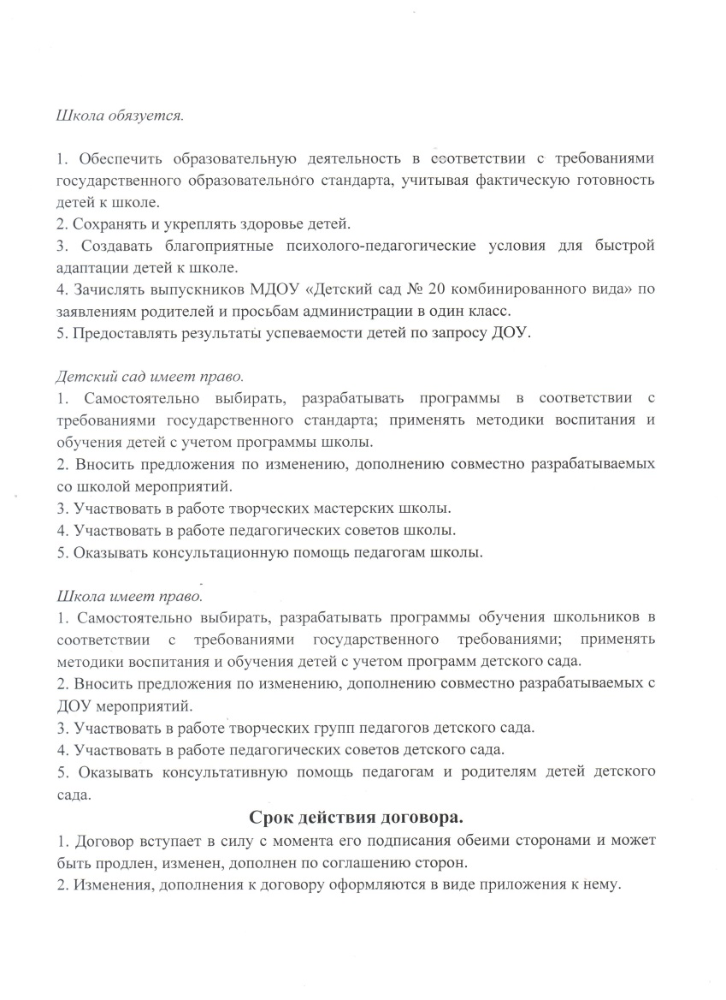 Школа обязуется.
1. Обеспечить образовательную деятельность в соответствии с требованиями
государственного образовательного стандарта, учитывая фактическую готовность
детей к школе.
2. Сохранять и укреплять здоровье детей.
3. Создавать благоприятные психолого-педагогические условия для быстрой
адаптации детей к школе.
4. Зачислять выпускников МДОУ «Детский сад № 20 комбинированного вида» по
заявлениям родителей и просьбам администрации в один класс.
5. Предоставлять результаты успеваемости детей по запросу ДОУ.
Детский сад имеет право.
1. Самостоятельно выбирать, разрабатывать программы в соответствии с
требованиями государственного стандарта; применять методики воспитания и
обучения детей с учетом программы школы.
2. Вносить предложения по изменению, дополнению совместно разрабатываемых
со школой мероприятий.
3. Участвовать в работе творческих мастерских школы.
4. Участвовать в работе педагогических советов школы.
5. Оказывать консультационную помощь педагогам школы.
Школа имеет право.
1. Самостоятельно выбирать, разрабатывать программы обучения школьников в
соответствии с требованиями государственного требованиями; применять
методики воспитания и обучения детей с учетом программ детского сада.
2. Вносить предложения по изменению, дополнению совместно разрабатываемых с
ДОУ мероприятий.
3. Участвовать в работе творческих групп педагогов детского сада.
4. Участвовать в работе педагогических советов детского сада.
5. Оказывать консультативную помощь педагогам и родителям детей детского
сада.
Срок действия договора.
1. Договор вступает в силу с момента его подписания обеими сторонами и может
быть продлен, изменен, дополнен по соглашению сторон.
2. Изменения, дополнения к договору оформляются в виде приложения к нему.